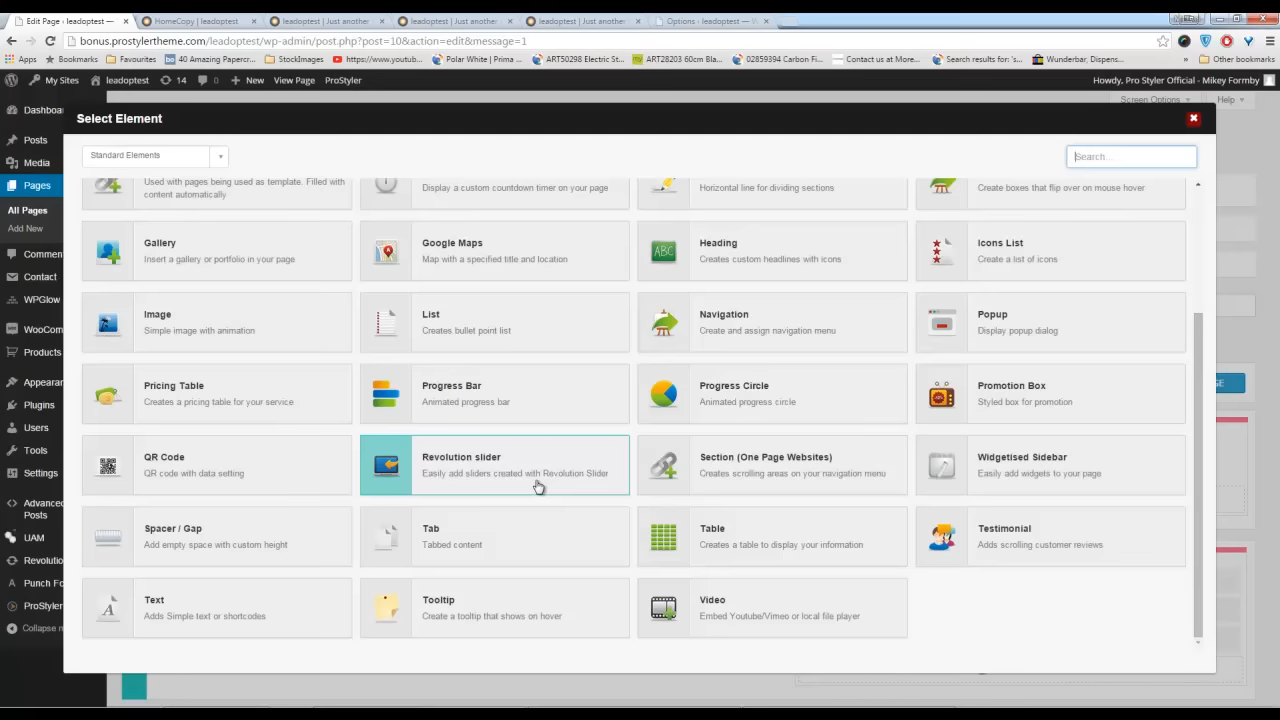 Edit Page ‹ leadoptest — 
HomeCopy | leadoptest
leadoptest | Just another
leadoptest | Just another
leadoptest | Just another
Options ‹ leadoptest — W
bonus.prostylertheme.com/leadoptest/wp-admin/post.php?post=10&action=edit&message=1
Apps
Favourites
40 Amazing Papercr...
StockImages
https://www.youtub...
Polar White | Prima ...
ART50291 Electric St...
ART28203 60cm Bla...
02859394 Carbon Fi...
Contact us at More...
Search results for: 's...
Wunderbar, Dispens...
Other bookmarks
My Sites
leadoptest
14
0
New
View Page
ProStyler
Howdy, Pro Styler Official - Mikey Formby
Screen Options
Help
Dashboa
Posts
Media
Pages
All Pages
Add New
Commen
Contact
WPGlow
WooCom
Products
Appearan
Plugins
Users
Tools
Settings
Advanced
Posts
UAM
Revolutio
Punch Fo
ProStyler
Collapse m
Select Element
Standard Elements
Search...
Used with pages being used as template. Filled with
content automatically
Display a custom countdown timer on your page
Horizontal line for dividing sections
Create boxes that flip over on mouse hover
Gallery
Insert a gallery or portfolio in your page
Google Maps
Map with a specified title and location
Heading
Creates custom headlines with icons
Icons List
Create a list of icons
Image
Simple image with animation
List
Creates bullet point list
Navigation
Create and assign navigation menu
Popup
Display popup dialog
Pricing Table
Creates a pricing table for your service
Progress Bar
Animated progress bar
Progress Circle
Animated progress circle
Promotion Box
Styled box for promotion
QR Code
QR code with data setting
Revolution slider
Easily add sliders created with Revolution Slider
Section (One Page Websites)
Creates scrolling areas on your navigation menu
Widgetised Sidebar
Easily add widgets to your page
Spacer / Gap
Add empty space with custom height
Tab
Tabbed content
Table
Creates a table to display your information
Testimonial
Adds scrolling customer reviews
Text
Adds Simple text or shortcodes
Tooltip
Create a tooltip that shows on hover
Video
Embed Youtube/Vimeo or local file player